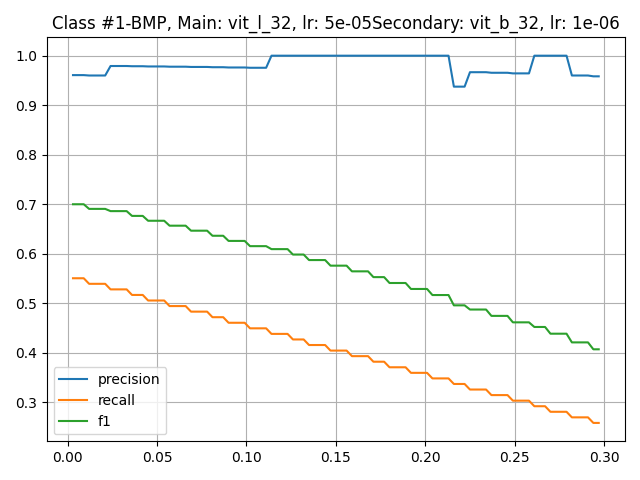 Class #1-BMP, Main: vit_l_32, lr: 5e-05Secondary: vit_b_32, lr: 1e-06
1.0
0.9
0.8
0.7
0.6
0.5
0.4
0.3
precision
recall
f1
0.00 0.05 0.10 0.15 0.20 0.25 0.30